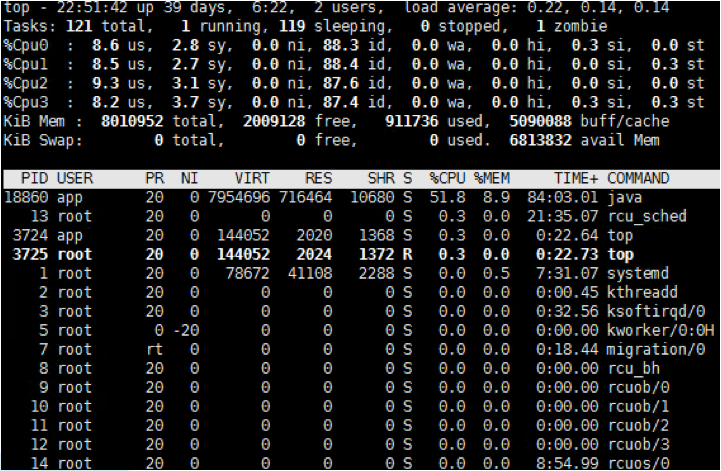 top - 22:51:42 up 39 days,  6:22,  2 users,  load average: 0.22, 0.14, 0.14
Tasks: 121 total,   1 running, 119 sleeping,   0 stopped,   1 zombie
%Cpu0  :  8.6 us,  2.8 sy,  0.0 ni, 88.3 id,  0.0 wa,  0.0 hi,  0.3 si,  0.0 st
%Cpu1  :  8.5 us,  2.7 sy,  0.0 ni, 88.4 id,  0.0 wa,  0.0 hi,  0.0 si,  0.3 st
%Cpu2  :  9.3 us,  3.1 sy,  0.0 ni, 87.6 id,  0.0 wa,  0.0 hi,  0.0 si,  0.0 st
%Cpu3  :  8.2 us,  3.7 sy,  0.0 ni, 87.4 id,  0.0 wa,  0.0 hi,  0.3 si,  0.3 st
KiB Mem :  8010952 total,  2009128 free,   911736 used,  5090088 buff/cache
KiB Swap:        0 total,        0 free,        0 used.  6813832 avail Mem
PID USER      PR  NI    VIRT    RES    SHR S  %CPU %MEM     TIME+ COMMAND
18860 app       20   0 7954696 716464  10680 S  51.8  8.9  84:03.01 java
13 root      20   0       0      0      0 S   0.3  0.0  21:35.07 rcu_sched
3724 app       20   0  144052   2020   1368 S   0.3  0.0   0:22.64 top
3725 root      20   0  144052   2024   1372 R   0.3  0.0   0:22.73 top
1 root      20   0   78672  41108   2288 S   0.0  0.5   7:31.07 systemd
2 root      20   0       0      0      0 S   0.0  0.0   0:00.45 kthreadd
3 root      20   0       0      0      0 S   0.0  0.0   0:32.56 ksoftirqd/0
5 root       0 -20       0      0      0 S   0.0  0.0   0:00.00 kworker/0:0H
7 root      rt   0       0      0      0 S   0.0  0.0   0:18.44 migration/0
8 root      20   0       0      0      0 S   0.0  0.0   0:00.00 rcu_bh
9 root      20   0       0      0      0 S   0.0  0.0   0:00.00 rcuob/0
10 root      20   0       0      0      0 S   0.0  0.0   0:00.00 rcuob/1
11 root      20   0       0      0      0 S   0.0  0.0   0:00.00 rcuob/2
12 root      20   0       0      0      0 S   0.0  0.0   0:00.00 rcuob/3
14 root      20   0       0      0      0 S   0.0  0.0   8:54.99 rcuos/0